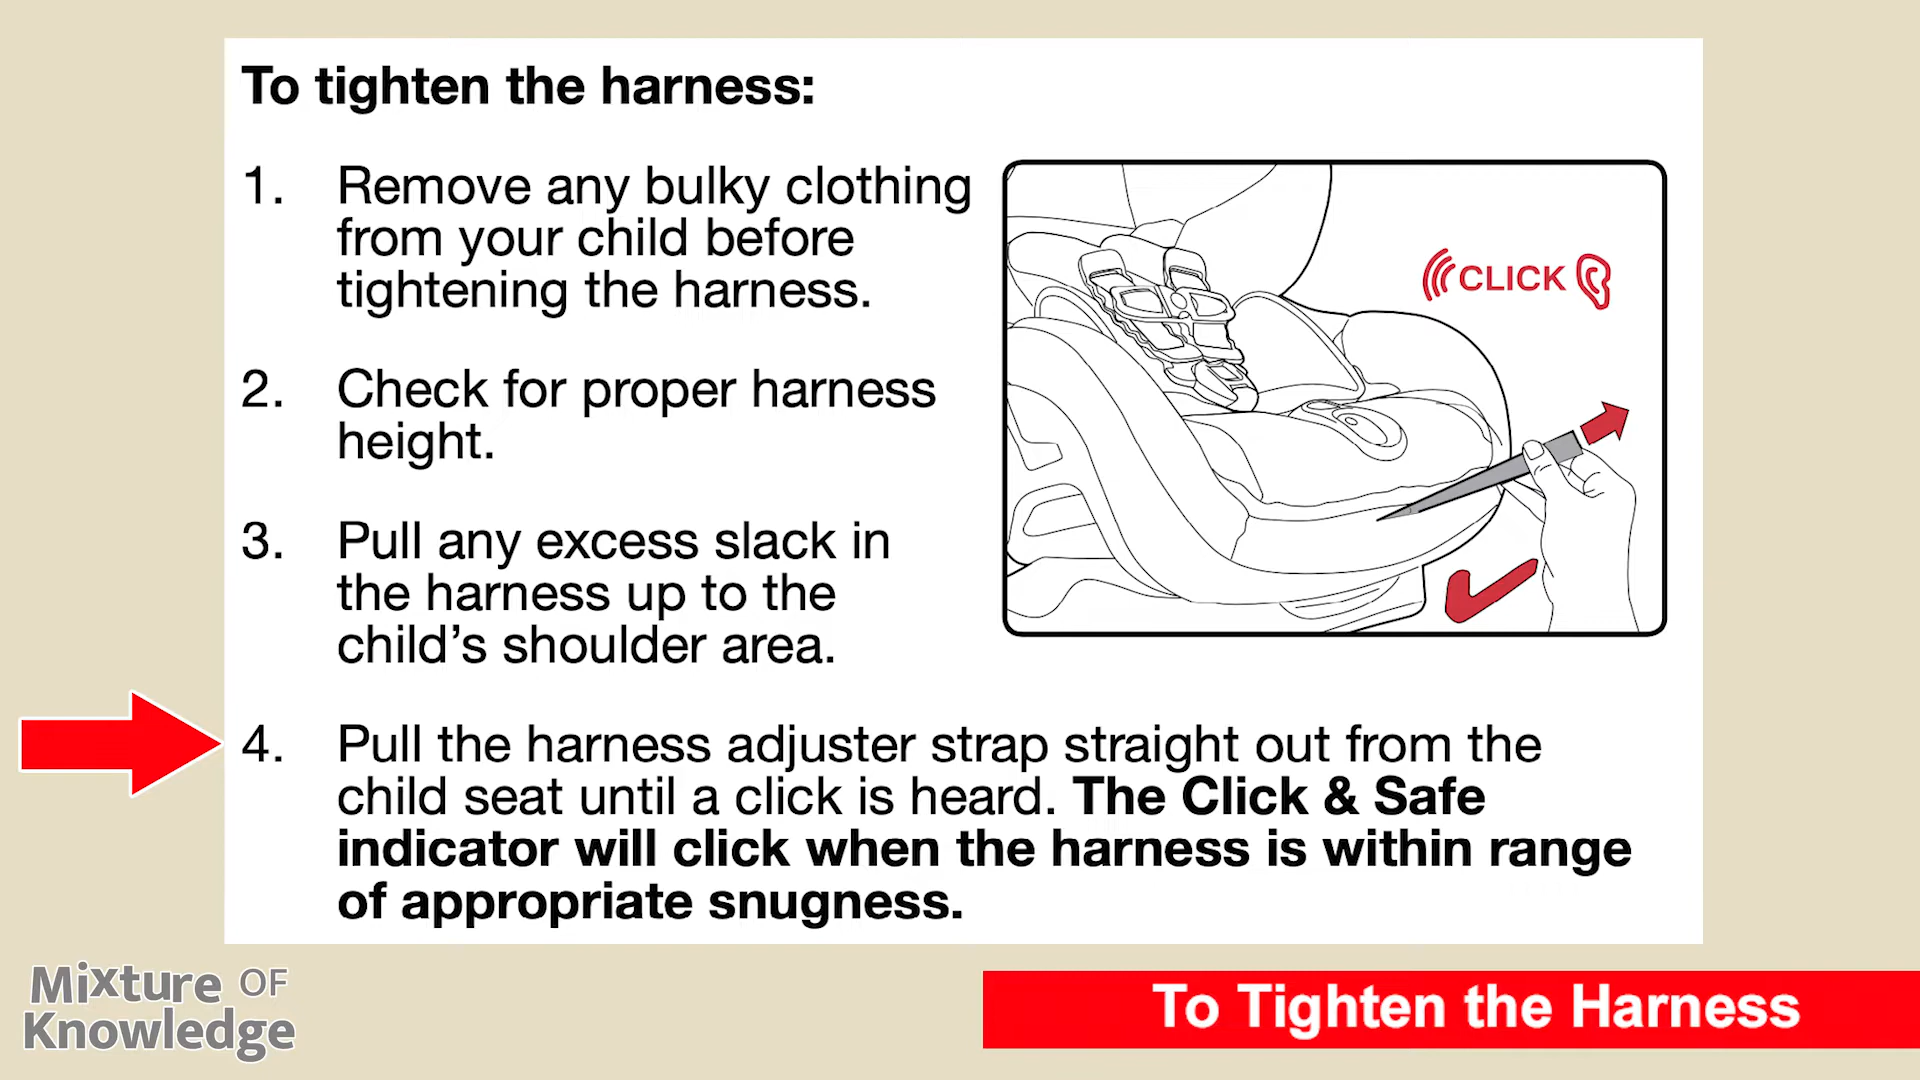 To tighten the harness:
1. Remove any bulky clothing
from your child before
tightening the harness.
2. Check for proper harness
height.
3. Pull any excess slack in
the harness up to the
child’s shoulder area.
CLICK
4. Pull the harness adjuster strap straight out from the
child seat until a click is heard. The Click & Safe
indicator will click when the harness is within range
of appropriate snugness.
Mixture OF
Knowledge
To Tighten the Harness